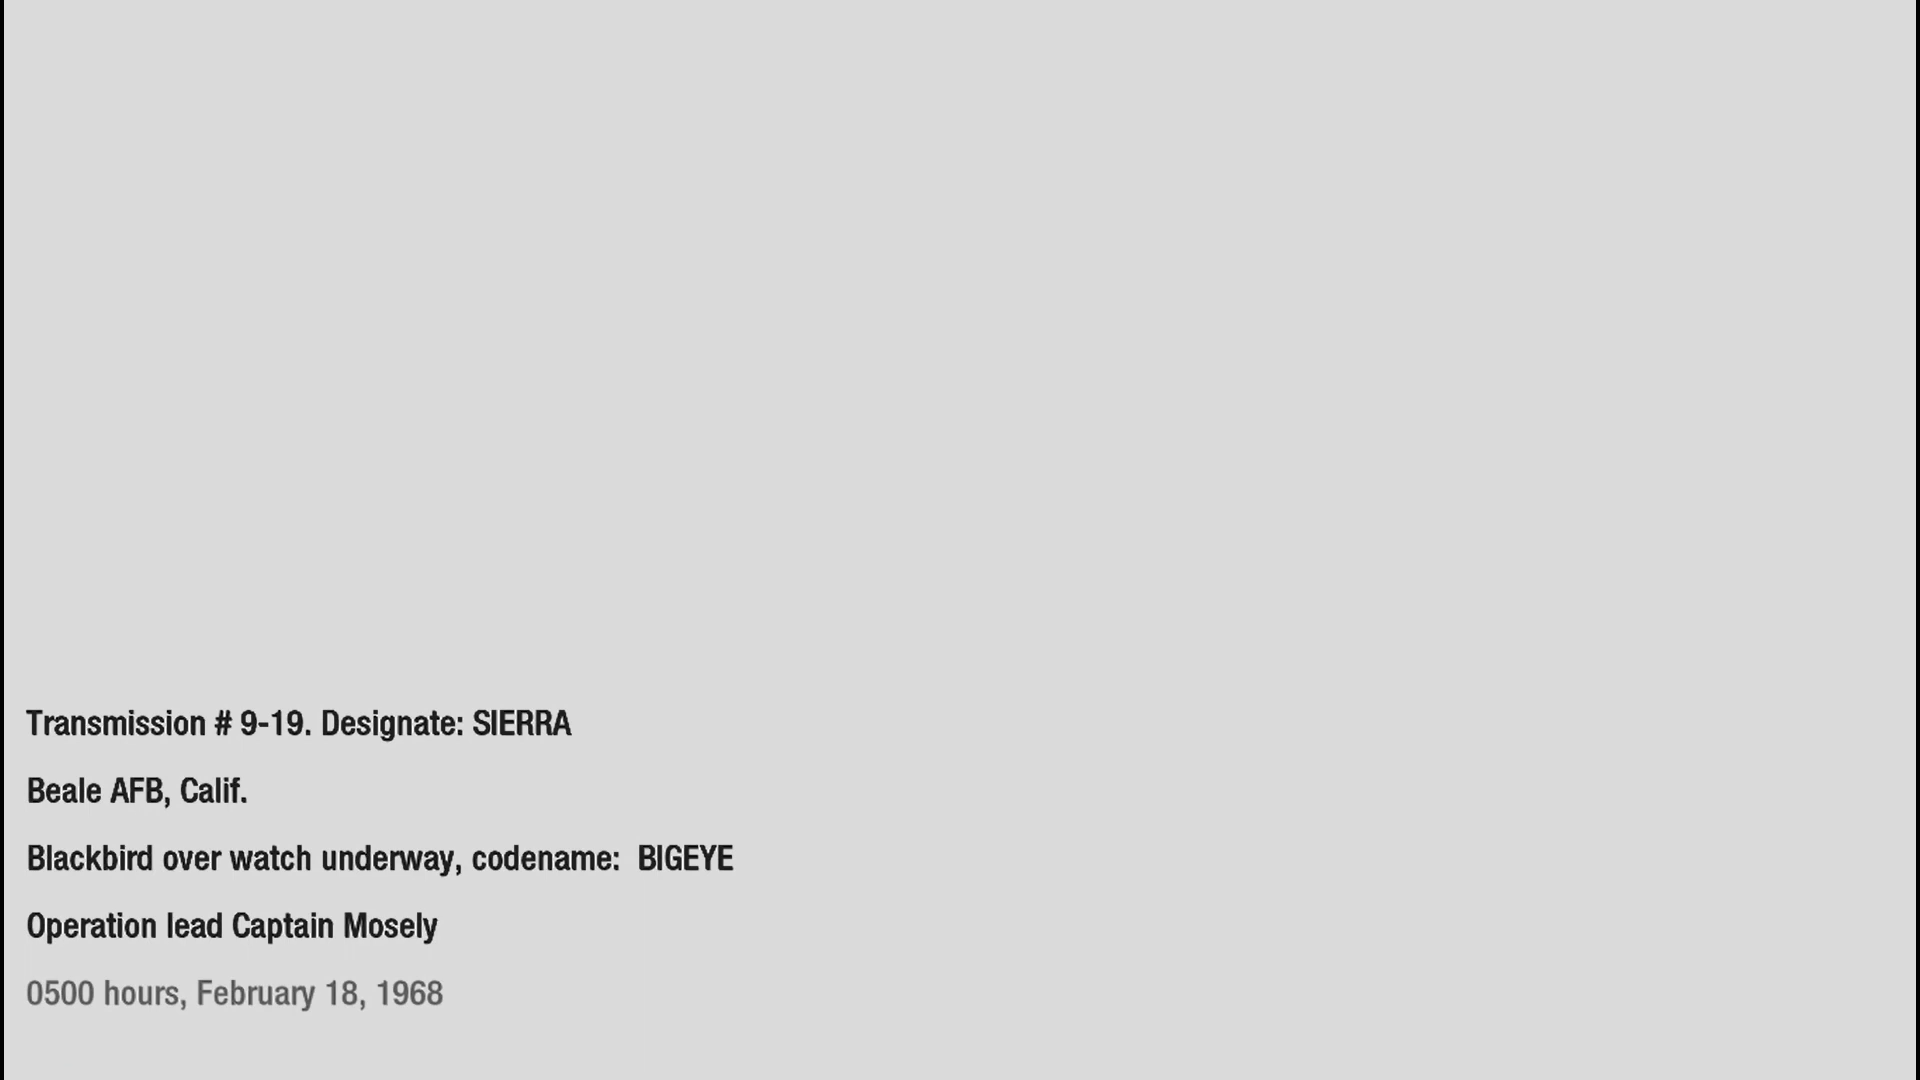 Transmission # 9-19. Designate: SIERRA
Beale AFB, Calif.
Blackbird over watch underway, codename:  BIGEYE
Operation lead Captain Mosely
0500 hours, February 18, 1968